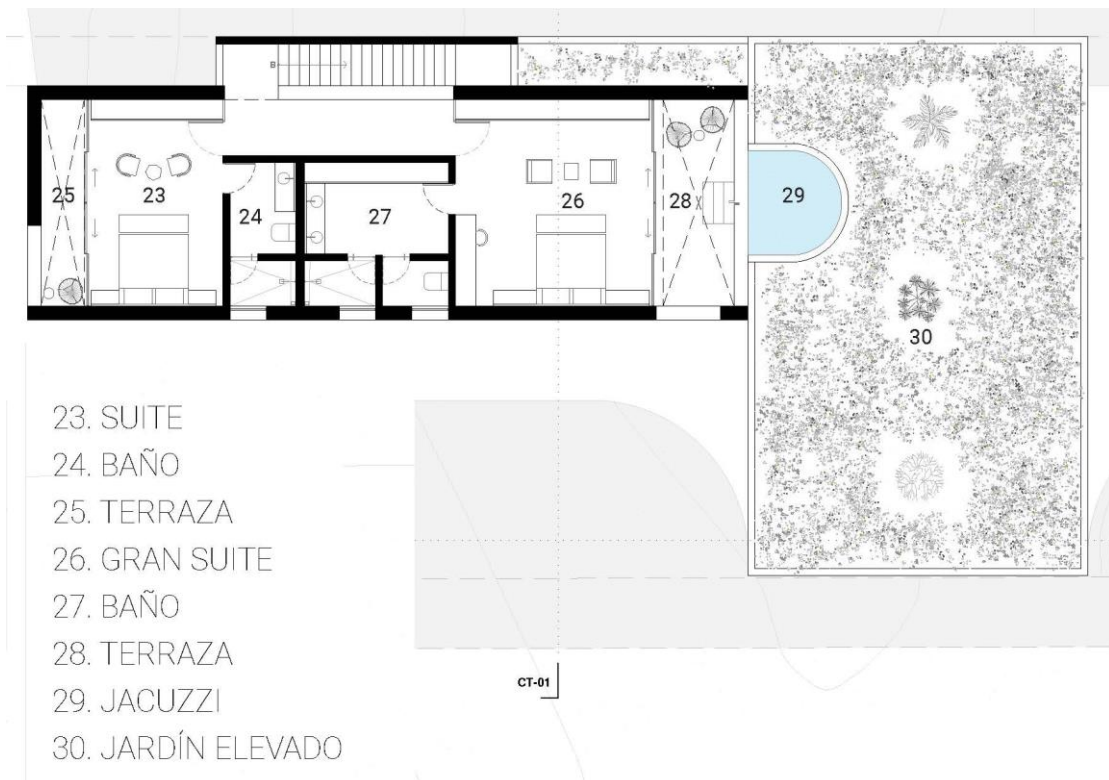 25
23
24
27
26
28
29
30
23. SUITE
24. BAÑO
25. TERRAZA
26. GRAN SUITE
27. BAÑO
28. TERRAZA
29. JACUZZI
30. JARDÍN ELEVADO
CT-01